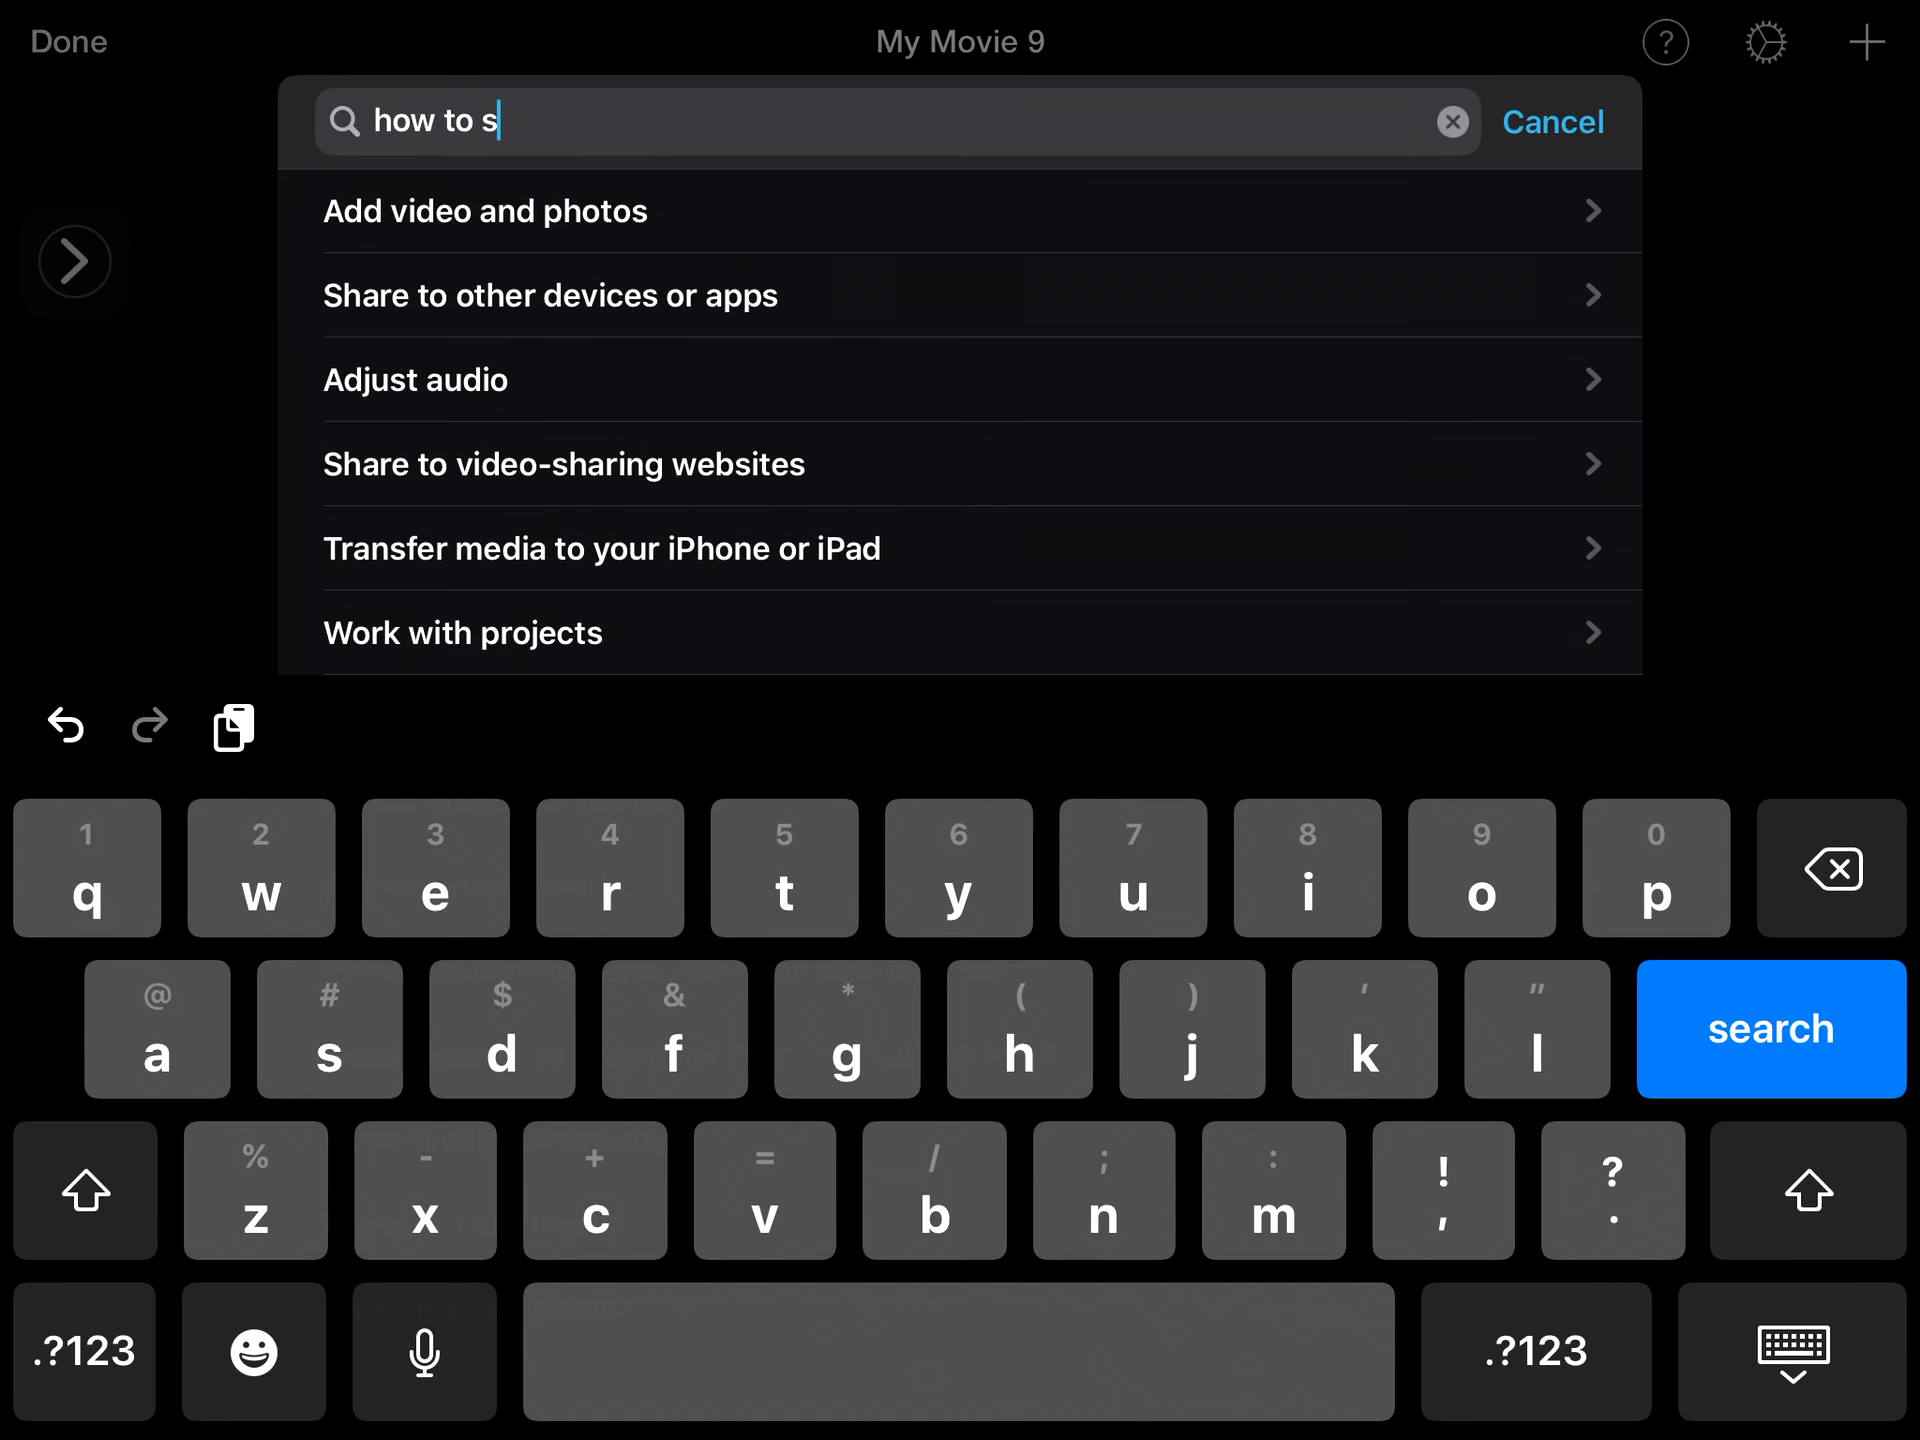 Done
My Movie 9
?
how to s
Cancel
Add video and photos
Share to other devices or apps
Adjust audio
Share to video-sharing websites
Transfer media to your iPhone or iPad
Work with projects
1 2 3 4 5 6 7 8 9 0
q w e r t y u i o p
@ # $ & * ( ) ' "
a s d f g h j k l
search
% - + = / ; : ! ?
z x c v b n m , .
.?123
.?123